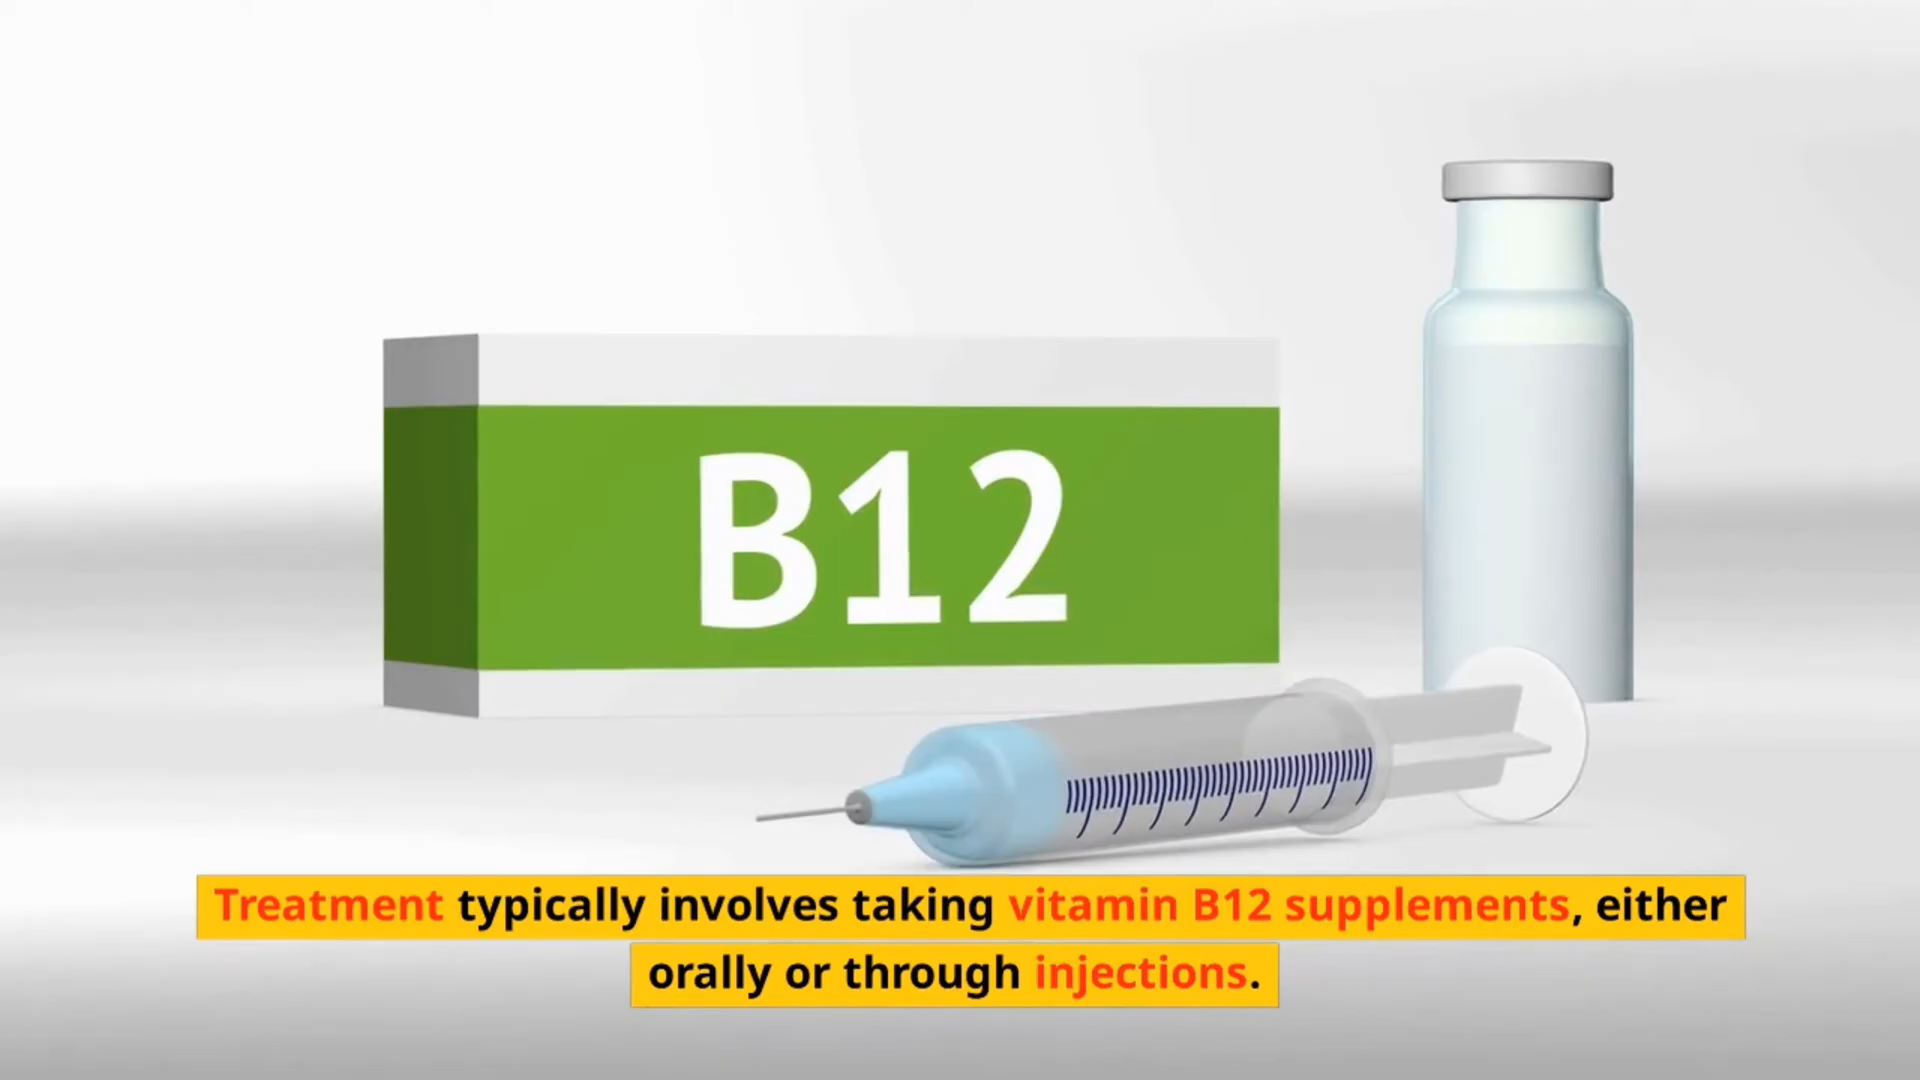 B12
Treatment typically involves taking vitamin B12 supplements, either
orally or through injections.